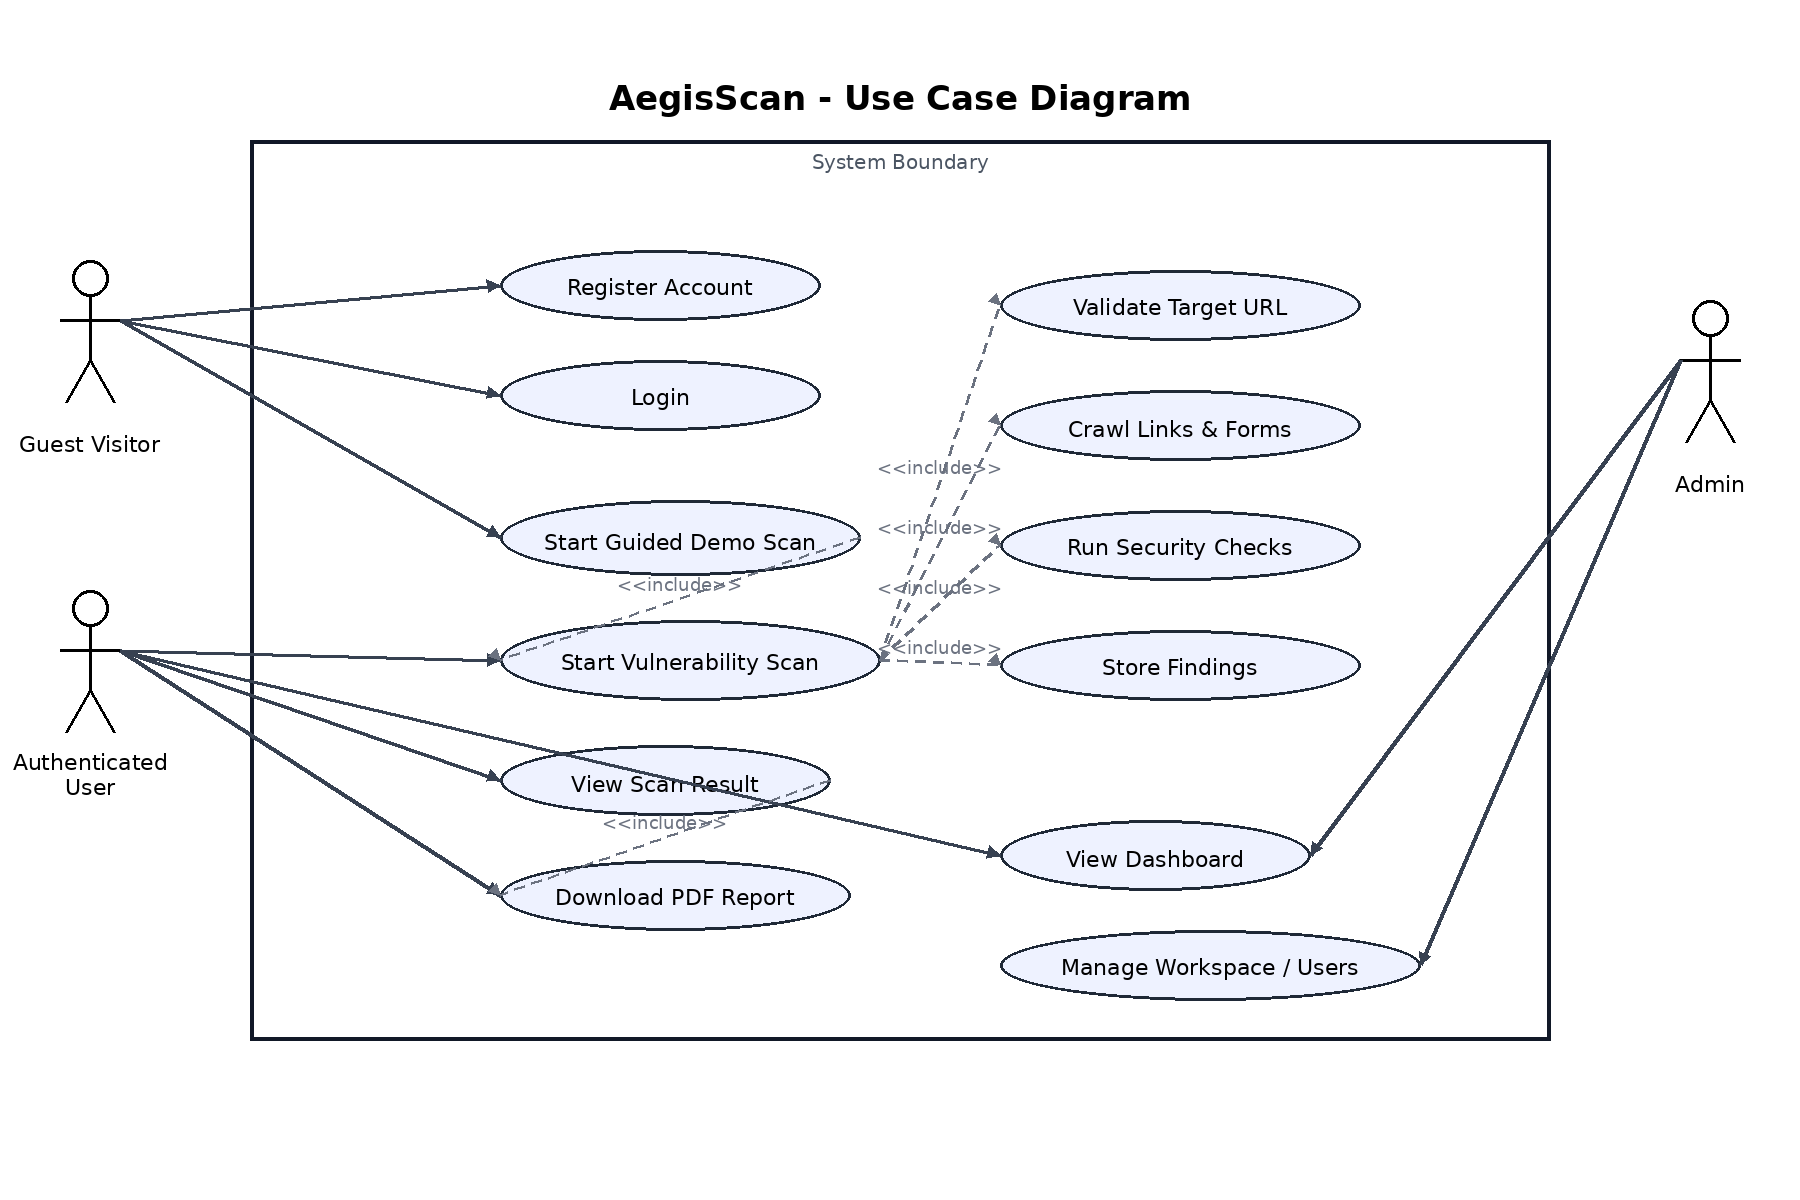 AegisScan - Use Case Diagram
System Boundary
Register Account
Validate Target URL
Login
Guest Visitor
Crawl Links & Forms
<<include>>
Admin
<<include>>
Start Guided Demo Scan
Run Security Checks
<<include>>
<<include>>
<<include>>
Start Vulnerability Scan
Store Findings
Authenticated
User
View Scan Result
<<include>>
View Dashboard
Download PDF Report
Manage Workspace / Users